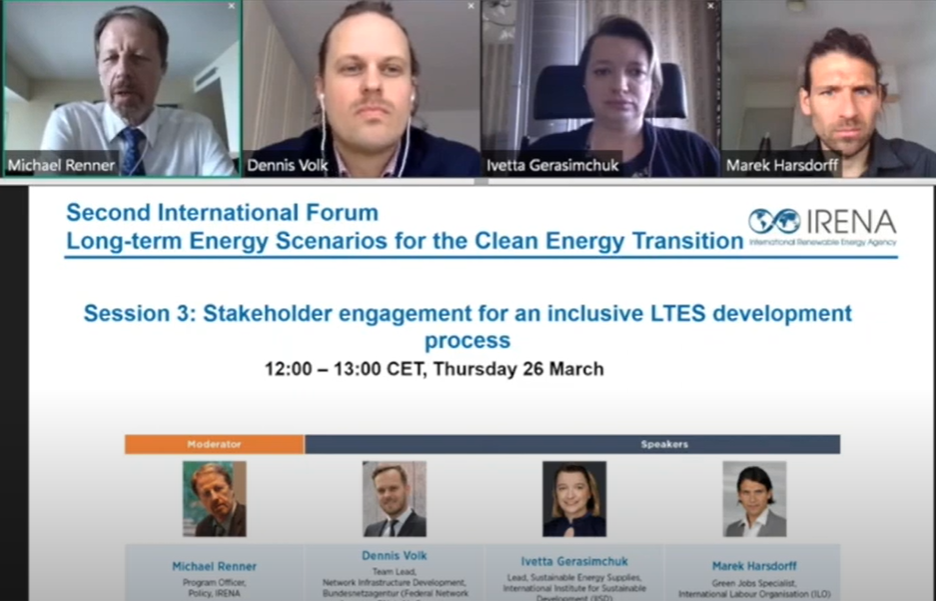 Michael Renner
Dennis Volk
Ivetta Gerasimchuk
Marek Harsdorff
Second International Forum
Long-term Energy Scenarios for the Clean Energy Transition
IRENA
International Renewable Energy Agency
Session 3: Stakeholder engagement for an inclusive LTES development
process
12:00 – 13:00 CET, Thursday 26 March
Moderator
Speakers
Michael Renner
Program Officer,
Policy, IRENA
Dennis Volk
Team Lead,
Network Infrastructure Development,
Bundesnetzagentur (Federal Network
Ivetta Gerasimchuk
Lead, Sustainable Energy Supplies,
International Institute for Sustainable
Development (IISD)
Marek Harsdorff
Green Jobs Specialist,
International Labour Organisation (ILO)